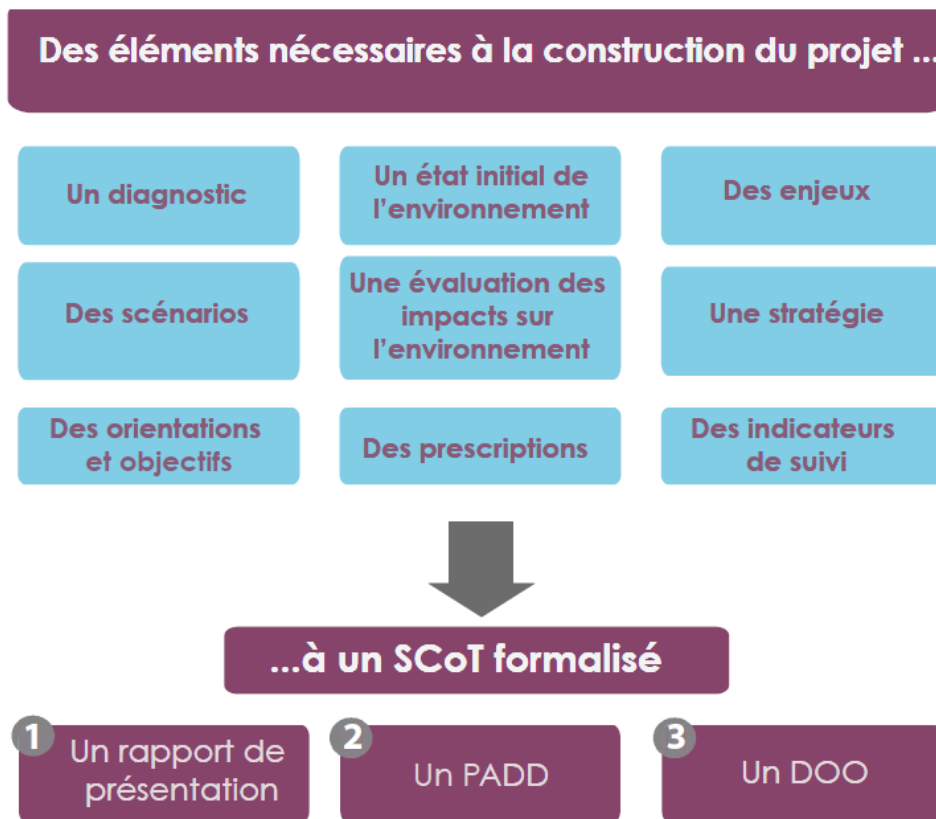 Des éléments nécessaires à la construction du projet ...
Un diagnostic
Un état initial de
l'environnement
Des enjeux
Des scénarios
Une évaluation des
impacts sur
l'environnement
Une stratégie
Des orientations
et objectifs
Des prescriptions
Des indicateurs
de suivi
...à un SCoT formalisé
1
Un rapport de
présentation
2
Un PADD
3
Un DOO